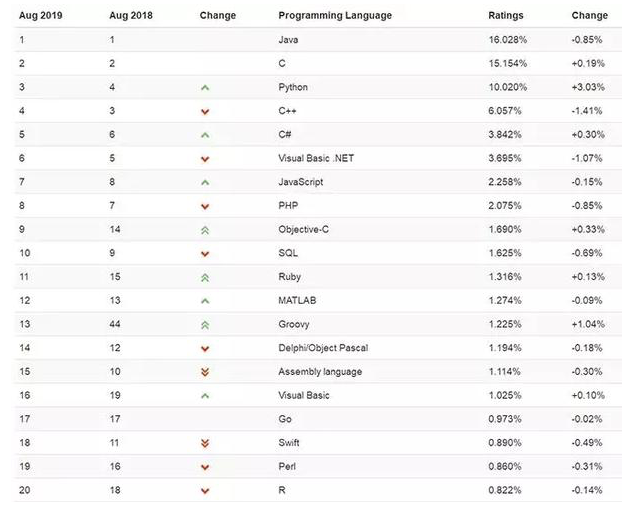 Aug 2019 Aug 2018 Change Programming Language Ratings Change
1 1 Java 16.028% -0.85%
2 2 C 15.154% +0.19%
3 4 Python 10.020% +3.03%
4 3 C++ 6.057% -1.41%
5 6 C# 3.842% +0.30%
6 5 Visual Basic .NET 3.695% -1.07%
7 8 JavaScript 2.258% -0.15%
8 7 PHP 2.075% -0.85%
9 14 Objective-C 1.690% +0.33%
10 9 SQL 1.625% -0.69%
11 15 Ruby 1.316% +0.13%
12 13 MATLAB 1.274% -0.09%
13 44 Groovy 1.225% +1.04%
14 12 Delphi/Object Pascal 1.194% -0.18%
15 10 Assembly language 1.114% -0.30%
16 19 Visual Basic 1.025% +0.10%
17 17 Go 0.973% -0.02%
18 11 Swift 0.890% -0.49%
19 16 Perl 0.860% -0.31%
20 18 R 0.822% -0.14%